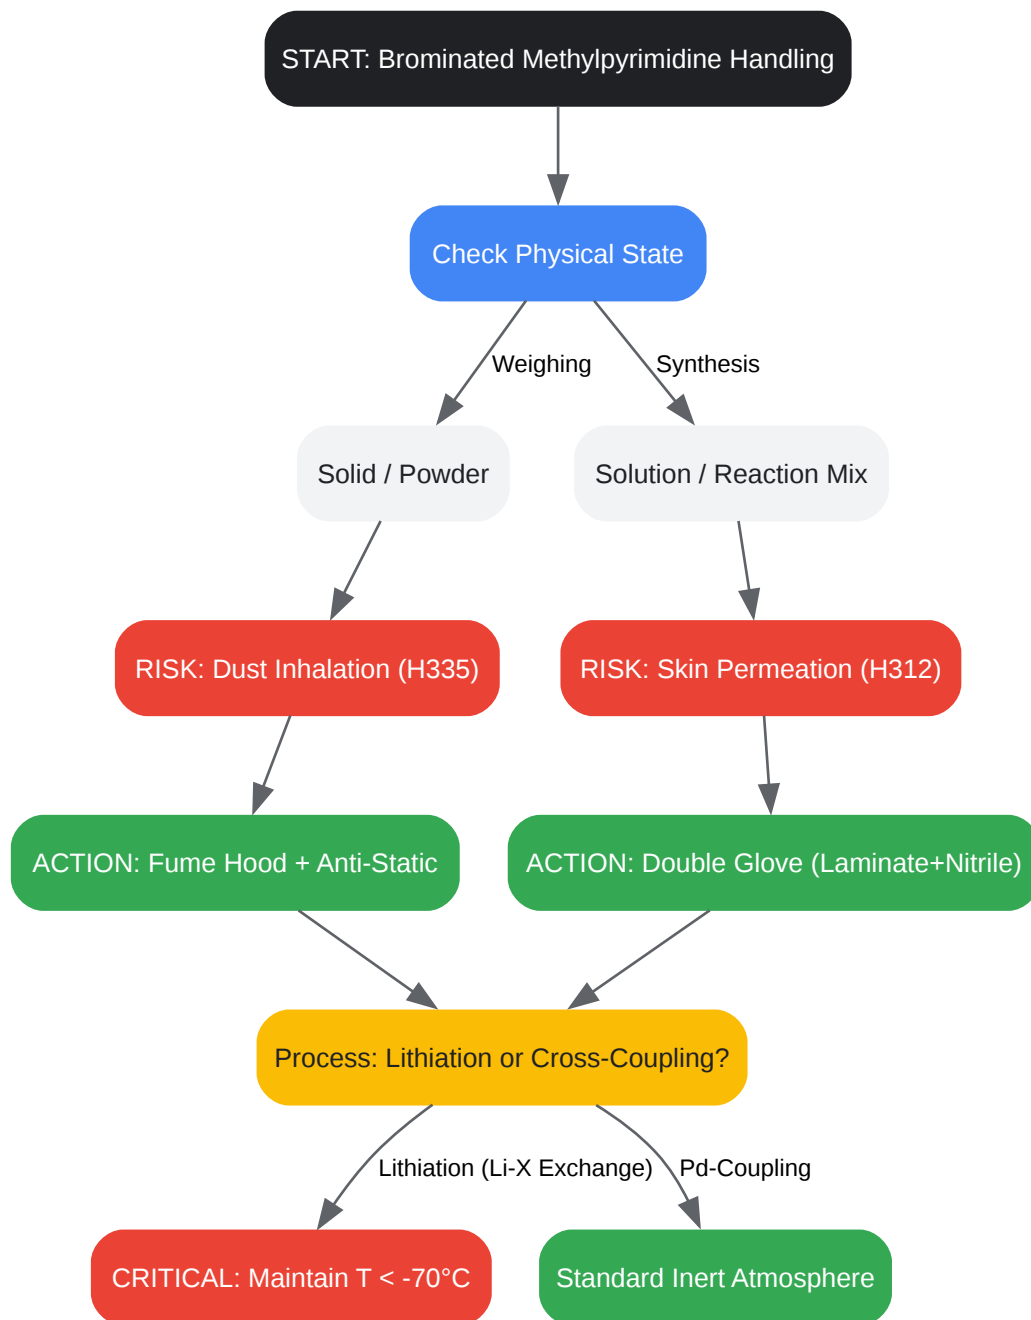 START: Brominated Methylpyrimidine Handling
Check Physical State
Weighing
Synthesis
Solid / Powder
Solution / Reaction Mix
RISK: Dust Inhalation (H335)
RISK: Skin Permeation (H312)
ACTION: Fume Hood + Anti-Static
ACTION: Double Glove (Laminate+Nitrile)
Process: Lithiation or Cross-Coupling?
Lithiation (Li-X Exchange)
Pd-Coupling
CRITICAL: Maintain T < -70°C
Standard Inert Atmosphere